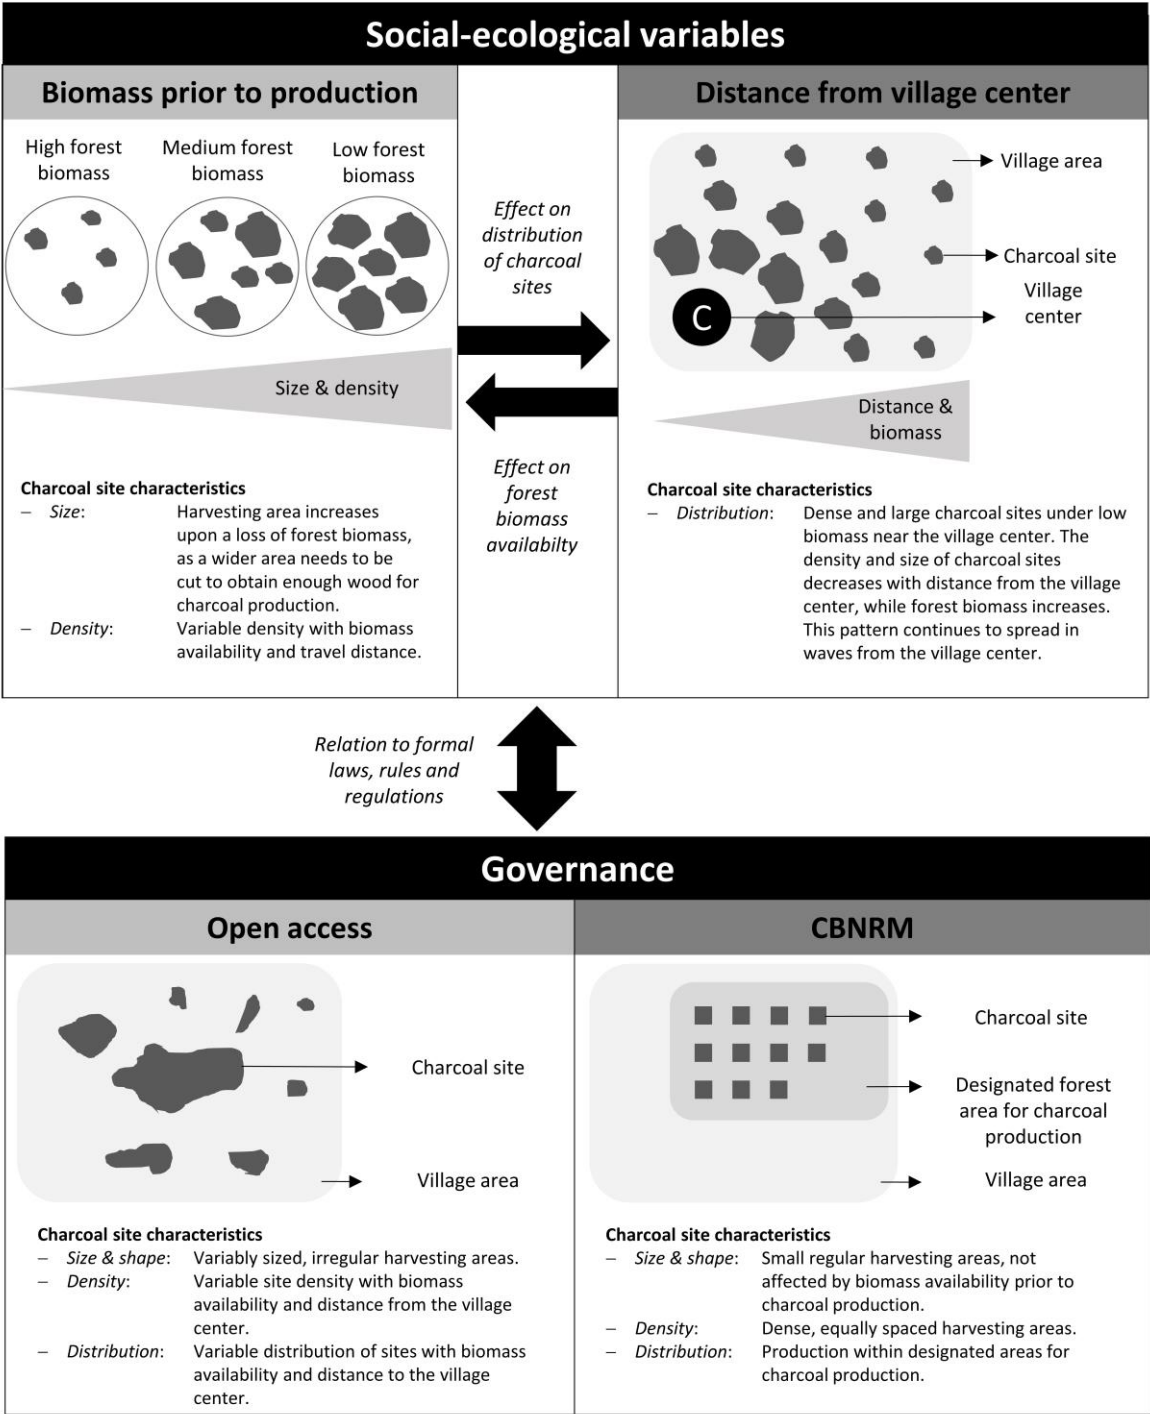 Social-ecological variables
Biomass prior to production
High forest
biomass
Medium forest
biomass
Low forest
biomass
Size & density
Charcoal site characteristics
– Size: Harvesting area increases
upon a loss of forest biomass,
as a wider area needs to be
cut to obtain enough wood for
charcoal production.
– Density: Variable density with biomass
availability and travel distance.
Effect on
distribution
of charcoal
sites
Effect on
forest
biomass
availabilty
Distance from village center
Village area
Charcoal site
Village
center
C
Distance &
biomass
Charcoal site characteristics
– Distribution: Dense and large charcoal sites under low
biomass near the village center. The
density and size of charcoal sites
decreases with distance from the village
center, while forest biomass increases.
This pattern continues to spread in
waves from the village center.
Relation to formal
laws, rules and
regulations
Governance
Open access
Charcoal site
Village area
Charcoal site characteristics
– Size & shape: Variably sized, irregular harvesting areas.
– Density: Variable site density with biomass
availability and distance from the village
center.
– Distribution: Variable distribution of sites with biomass
availability and distance to the village
center.
CBNRM
Charcoal site
Designated forest
area for charcoal
production
Village area
Charcoal site characteristics
– Size & shape: Small regular harvesting areas, not
affected by biomass availability prior to
charcoal production.
– Density: Dense, equally spaced harvesting areas.
– Distribution: Production within designated areas for
charcoal production.